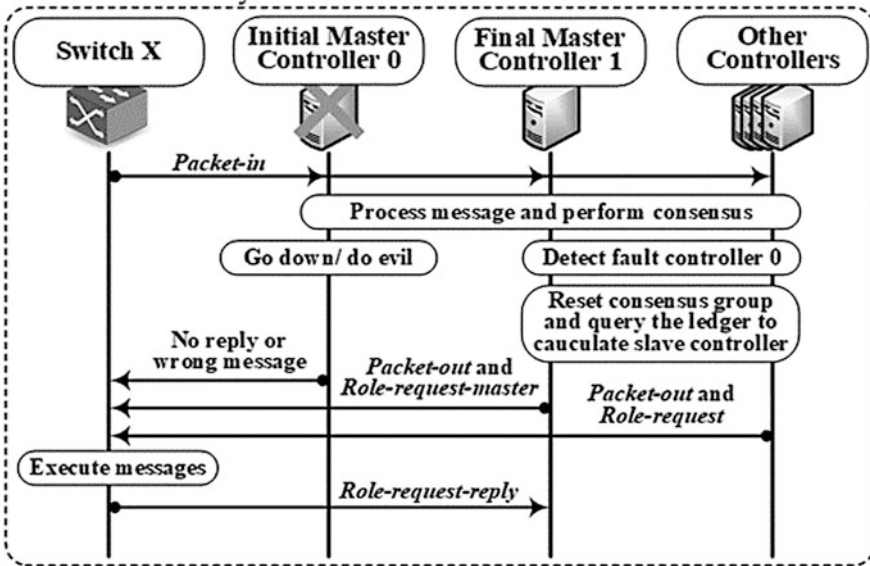 Switch X
Initial Master
Controller 0
Final Master
Controller 1
Other
Controllers
Packet-in
Process message and perform consensus
Go down/ do evil
Detect fault controller 0
Reset consensus group
and query the ledger to
cauculate slave controller
No reply or
wrong message
Packet-out and
Role-request-master
Packet-out and
Role-request
Execute messages
Role-request-reply